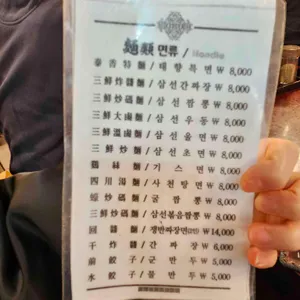 麵類 면류 / Noodle
泰香特麵 / 태향특면 ₩ 8,000
三鮮炸醬麵 / 삼선간짜장 ₩ 8,000
三鮮炒碼麵 / 삼선짬뽕 ₩ 8,000
三鮮大滷麵 / 삼선우동 ₩ 8,000
三鮮溫滷麵 / 삼선울면 ₩ 8,000
三鮮炒麵 / 삼선초면 ₩ 8,000
鷄絲麵 / 기스면 ₩ 8,000
四川湯麵 / 사천탕면 ₩ 8,000
굴짬뽕 ₩ 8,000
三鮮炒碼麵 / 삼선볶음짬뽕 ₩ 8,000
回醬麵 / 쟁반짜장면 ₩ 14,000
干炸醬 / 간짜장 ₩ 6,000
煎餃子 / 군만두 ₩ 5,000
水餃子 / 물만두 ₩ 5,000